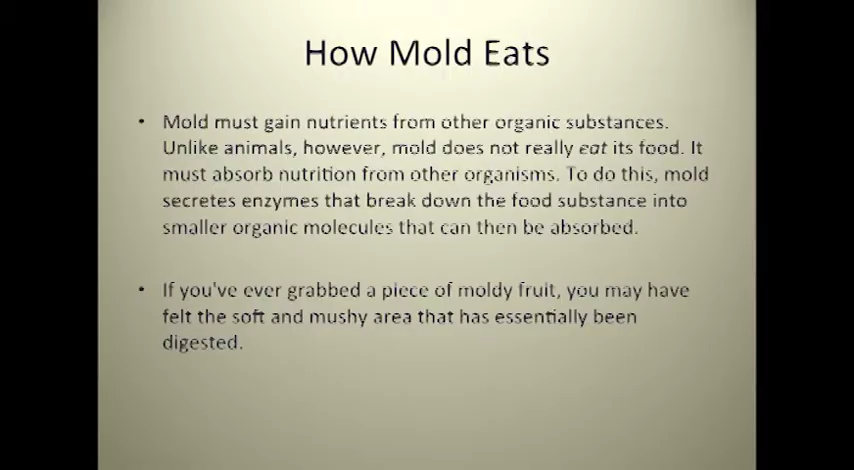 How Mold Eats
• Mold must gain nutrients from other organic substances.
Unlike animals, however, mold does not really eat its food. It
must absorb nutrition from other organisms. To do this, mold
secretes enzymes that break down the food substance into
smaller organic molecules that can then be absorbed.
• If you've ever grabbed a piece of moldy fruit, you may have
felt the soft and mushy area that has essentially been
digested.